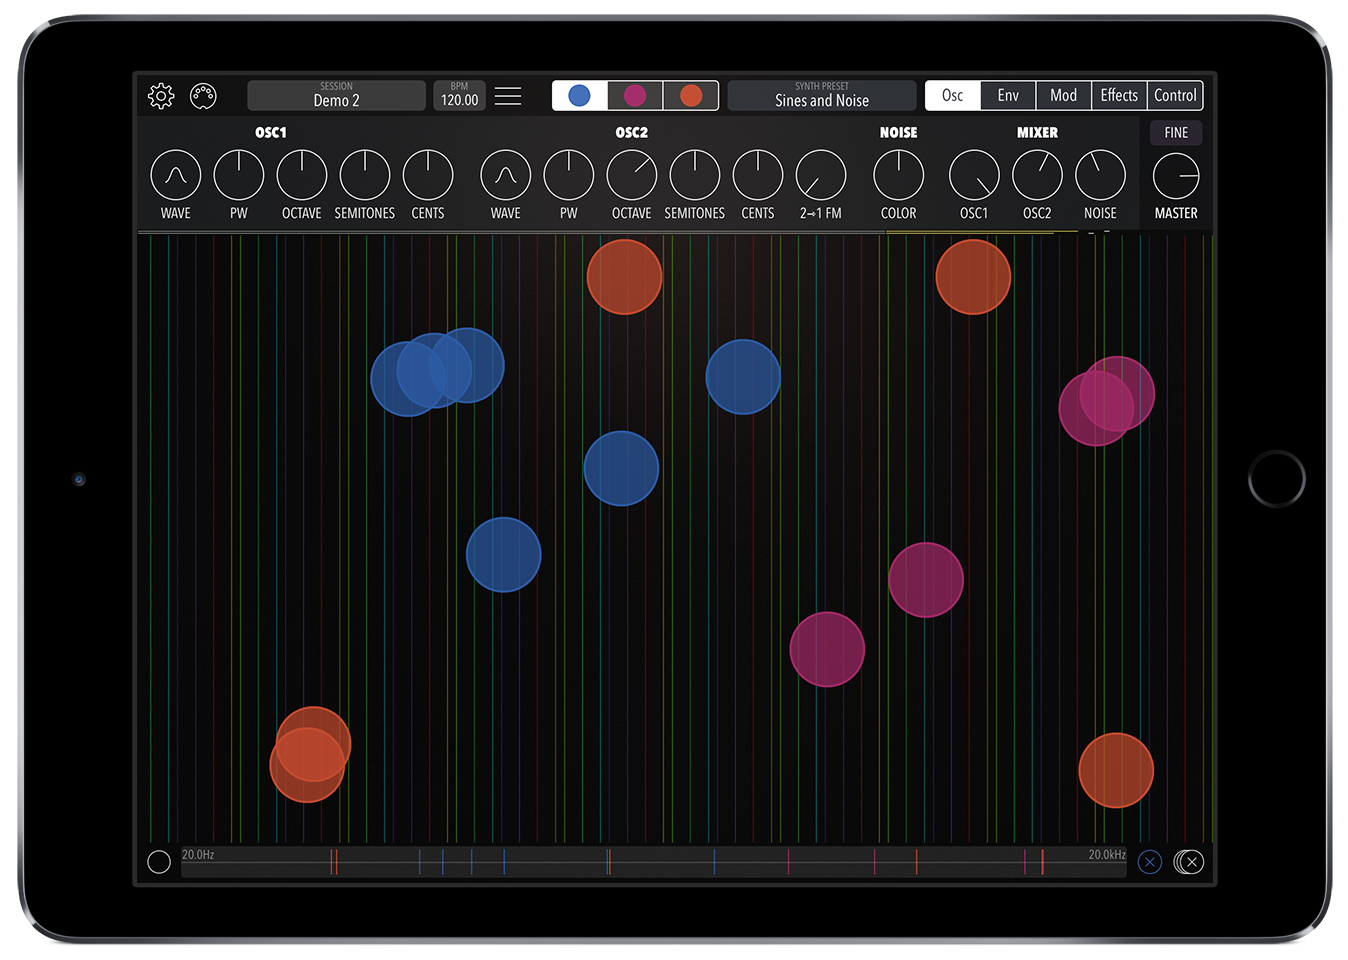 SESSION
Demo 2
BPM
120.00
SYNTH PRESET
Sines and Noise
Osc Env Mod Effects Control
OSC1 OSC2 NOISE MIXER FINE
WAVE PW OCTAVE SEMITONES CENTS WAVE PW OCTAVE SEMITONES CENTS 2→1 FM COLOR OSC1 OSC2 NOISE MASTER
20.0Hz 20.0kHz